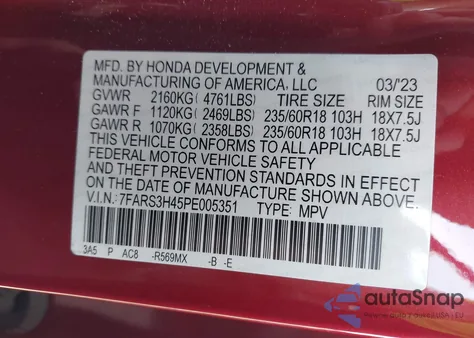 MFD. BY HONDA DEVELOPMENT &
MANUFACTURING OF AMERICA, LLC 03/'23
GVWR 2160KG( 4761LBS) TIRE SIZE RIM SIZE
GAWR F 1120KG( 2469LBS) 235/60R18 103H 18X7.5J
GAWR R 1070KG( 2358LBS) 235/60R18 103H 18X7.5J
THIS VEHICLE CONFORMS TO ALL APPLICABLE
FEDERAL MOTOR VEHICLE SAFETY
AND THEFT PREVENTION STANDARDS IN EFFECT
ON THE DATE OF MANUFACTURE SHOWN ABOVE.
V.I.N.: 7FARS3H45PE005351 TYPE: MPV
3A5 P AC8 -R569MX -B -E
autoSnap